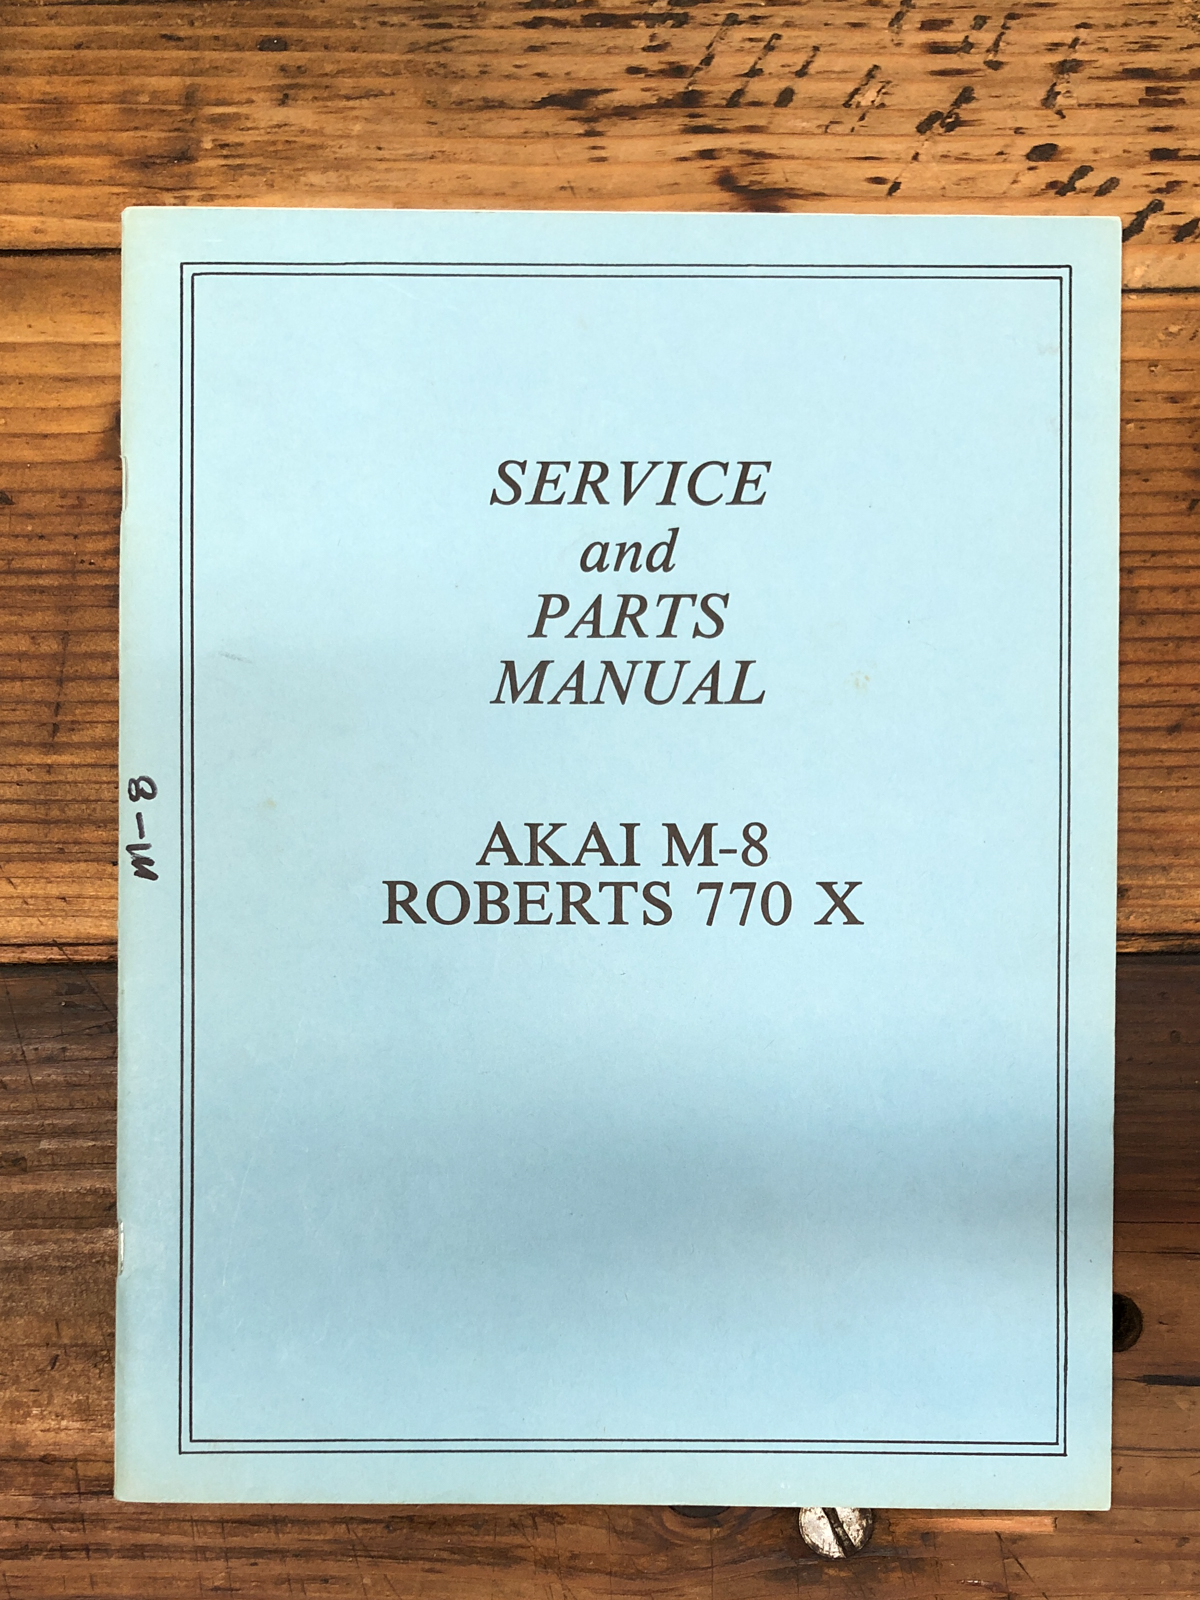 SERVICE
and
PARTS
MANUAL
AKAI M-8
ROBERTS 770 X
M-8